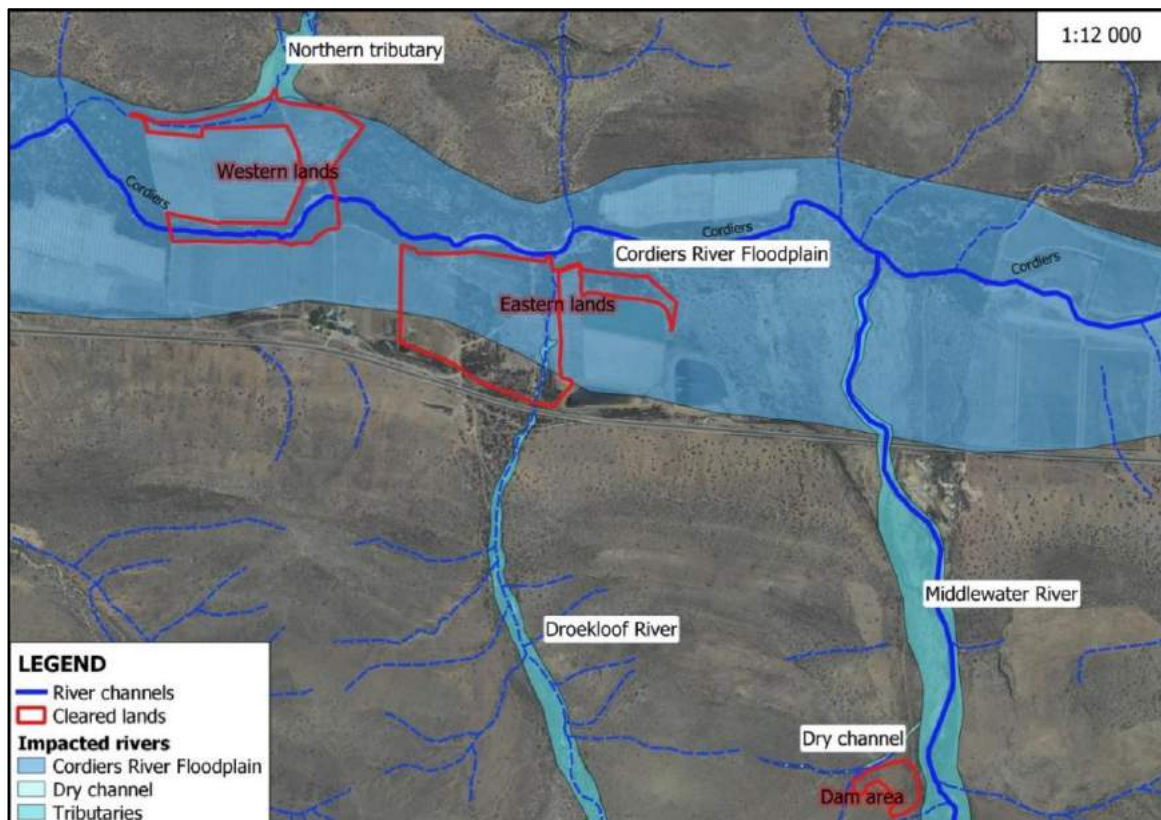 1:12 000
Northern tributary
Western lands
Cordiers
Cordiers
Cordiers River Floodplain
Cordiers
Eastern lands
Middlewater River
Droekloof River
Dry channel
Dam area
LEGEND
River channels
Cleared lands
Impacted rivers
Cordiers River Floodplain
Dry channel
Tributaries